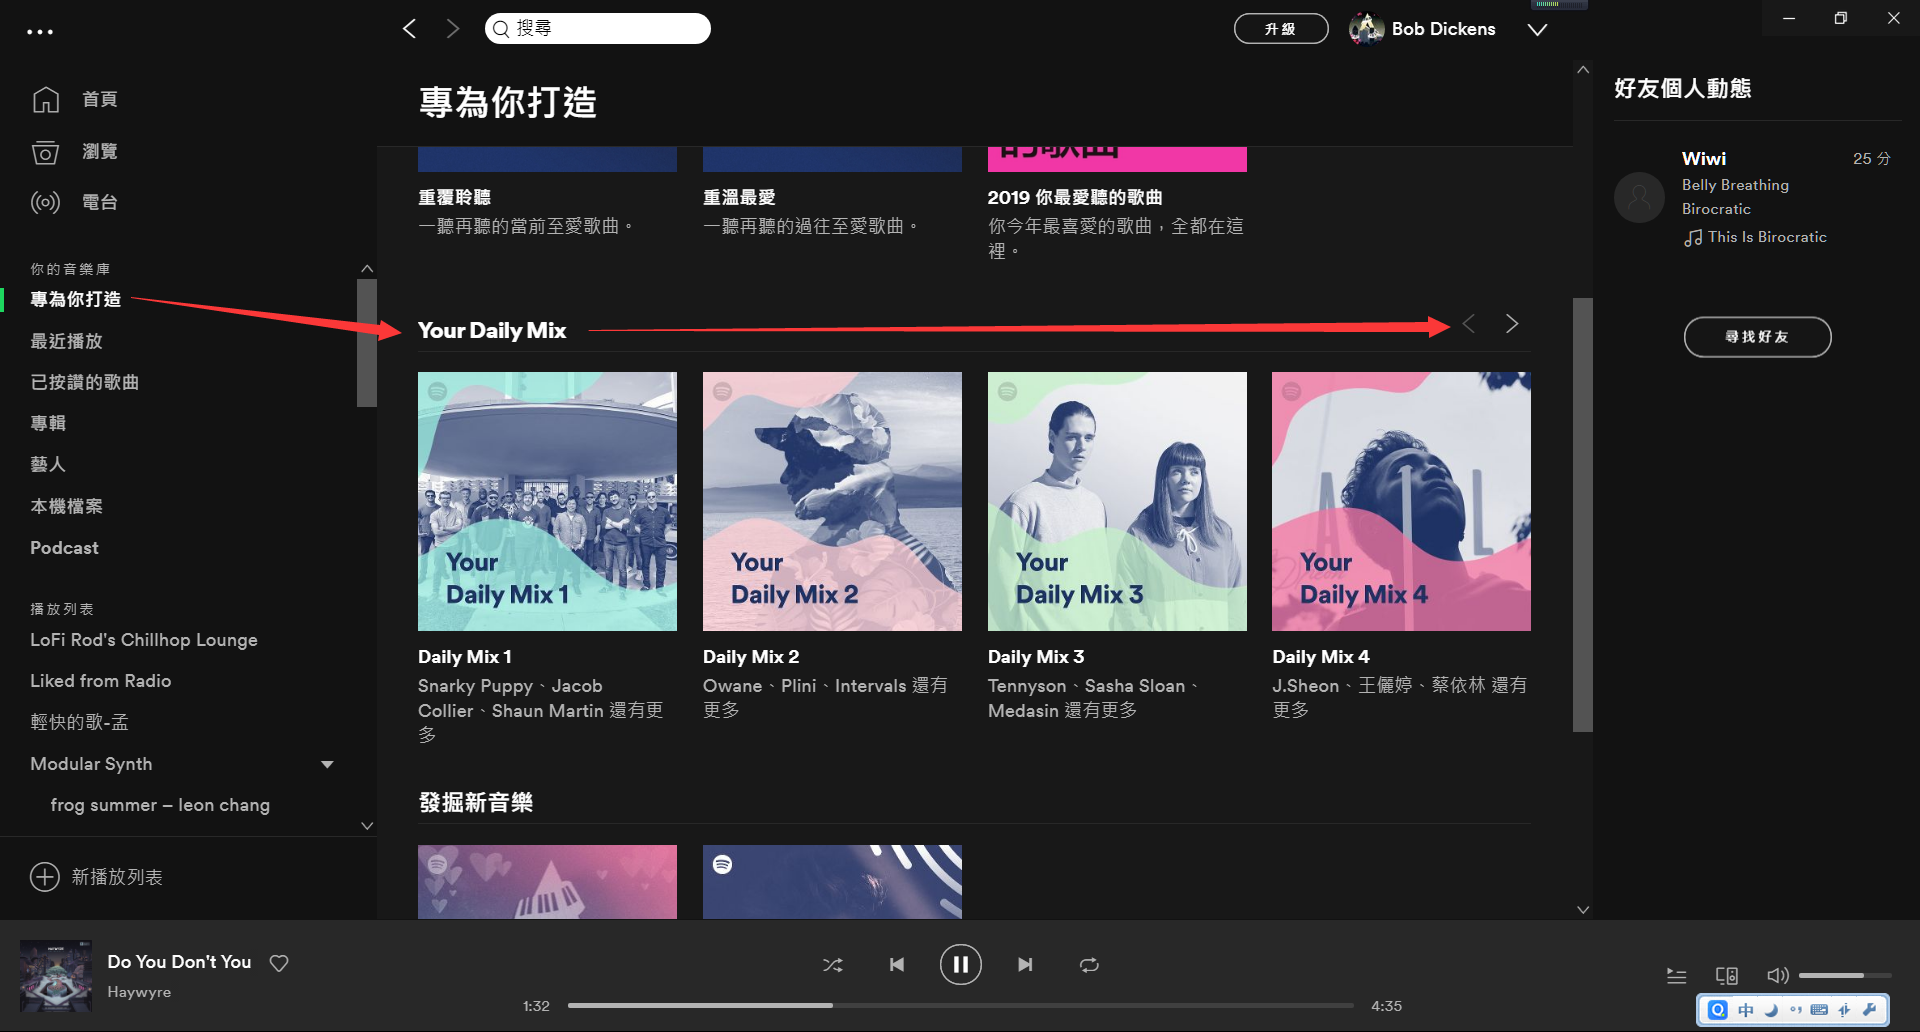 搜尋
升級
Bob Dickens
首頁
瀏覽
電台
你的音樂庫
專為你打造
最近播放
已按讚的歌曲
專輯
藝人
本機檔案
Podcast
播放列表
LoFi Rod's Chillhop Lounge
Liked from Radio
輕快的歌-孟
Modular Synth
frog summer – leon chang
新播放列表
專為你打造
的歌曲
重覆聆聽
一聽再聽的當前至愛歌曲。
重溫最愛
一聽再聽的過往至愛歌曲。
2019 你最愛聽的歌曲
你今年最喜愛的歌曲，全都在這
裡。
Your Daily Mix
Your
Daily Mix 1
Your
Daily Mix 2
Your
Daily Mix 3
Your
Daily Mix 4
Daily Mix 1
Snarky Puppy、Jacob
Collier、Shaun Martin 還有更
多
Daily Mix 2
Owane、Plini、Intervals 還有
更多
Daily Mix 3
Tennyson、Sasha Sloan、
Medasin 還有更多
Daily Mix 4
J.Sheon、王儷婷、蔡依林 還有
更多
發掘新音樂
好友個人動態
Wiwi
25 分
Belly Breathing
Birocratic
This Is Birocratic
尋找好友
Do You Don't You
Haywyre
1:32
4:35
中